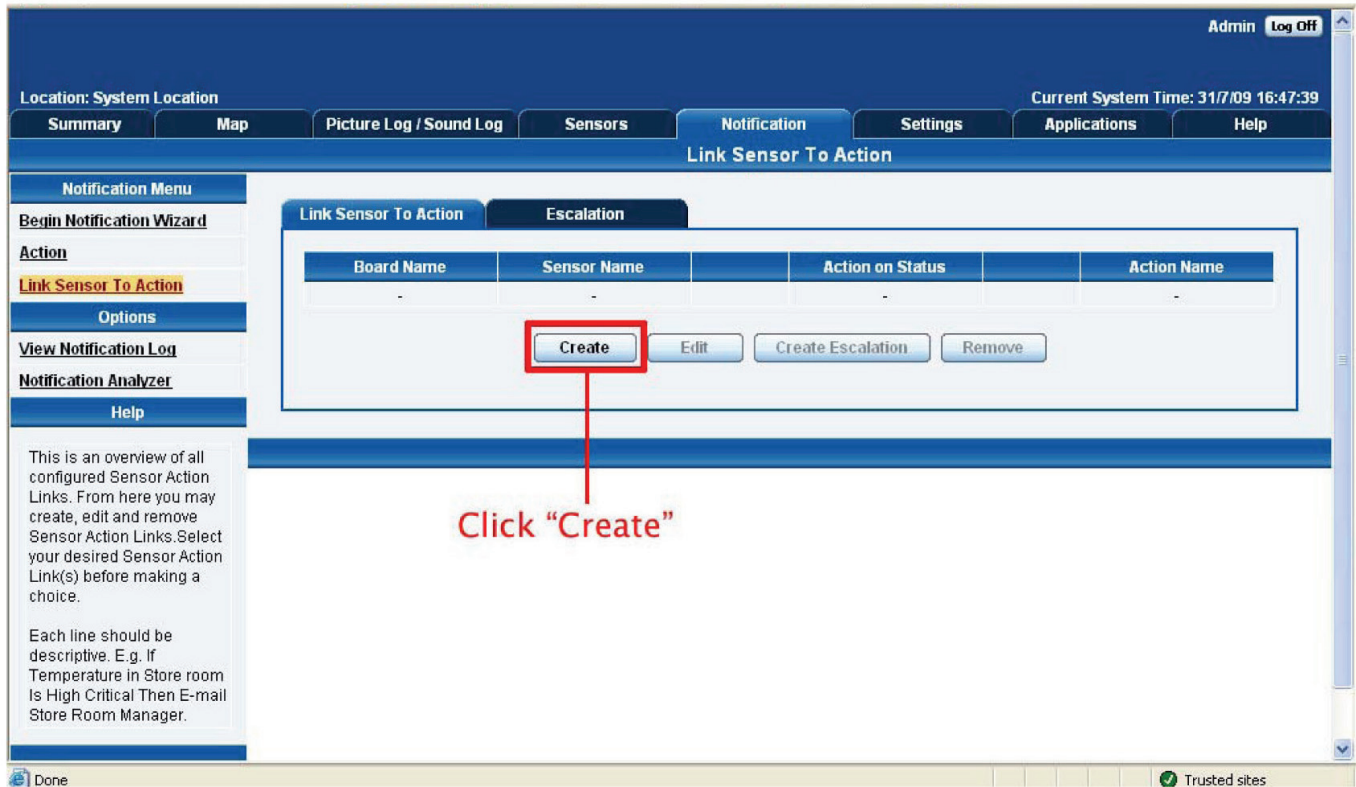 Admin Log Off
Location: System Location Current System Time: 31/7/09 16:47:39
Summary Map Picture Log / Sound Log Sensors Notification Settings Applications Help
Link Sensor To Action
Notification Menu
Begin Notification Wizard
Action
Link Sensor To Action
Options
View Notification Log
Notification Analyzer
Help
This is an overview of all
configured Sensor Action
Links. From here you may
create, edit and remove
Sensor Action Links.Select
your desired Sensor Action
Link(s) before making a
choice.
Each line should be
descriptive. E.g. If
Temperature in Store room
Is High Critical Then E-mail
Store Room Manager.
Link Sensor To Action Escalation
Board Name Sensor Name Action on Status Action Name
- - - -
Create Edit Create Escalation Remove
Click “Create”
Done Trusted sites